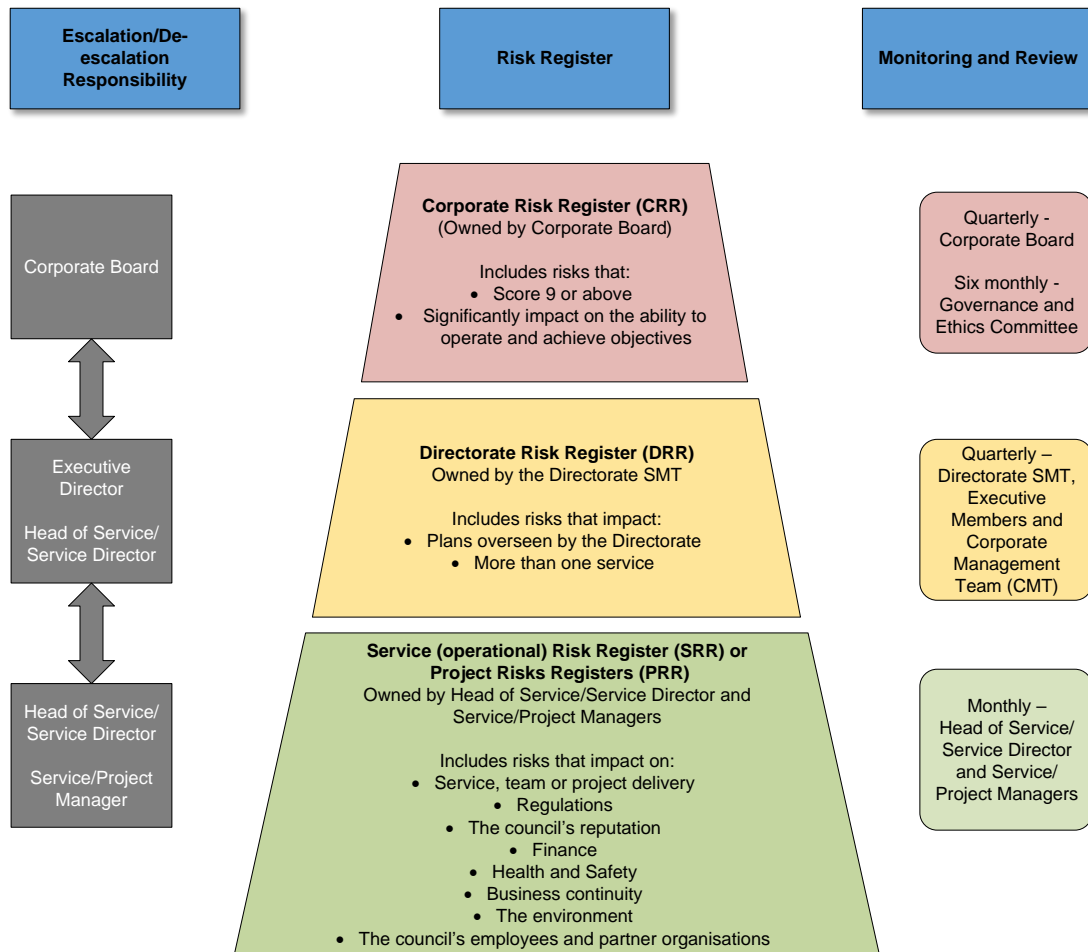 Escalation/De-
escalation
Responsibility
Risk Register
Monitoring and Review
Corporate Board
Corporate Risk Register (CRR)
(Owned by Corporate Board)
Includes risks that:
• Score 9 or above
• Significantly impact on the ability to
operate and achieve objectives
Quarterly -
Corporate Board
Six monthly -
Governance and
Ethics Committee
Executive
Director
Head of Service/
Service Director
Directorate Risk Register (DRR)
Owned by the Directorate SMT
Includes risks that impact:
• Plans overseen by the Directorate
• More than one service
Quarterly –
Directorate SMT,
Executive
Members and
Corporate
Management
Team (CMT)
Head of Service/
Service Director
Service/Project
Manager
Service (operational) Risk Register (SRR) or
Project Risks Registers (PRR)
Owned by Head of Service/Service Director and
Service/Project Managers
Includes risks that impact on:
• Service, team or project delivery
• Regulations
• The council’s reputation
• Finance
• Health and Safety
• Business continuity
• The environment
• The council’s employees and partner organisations
Monthly –
Head of Service/
Service Director
and Service/
Project Managers